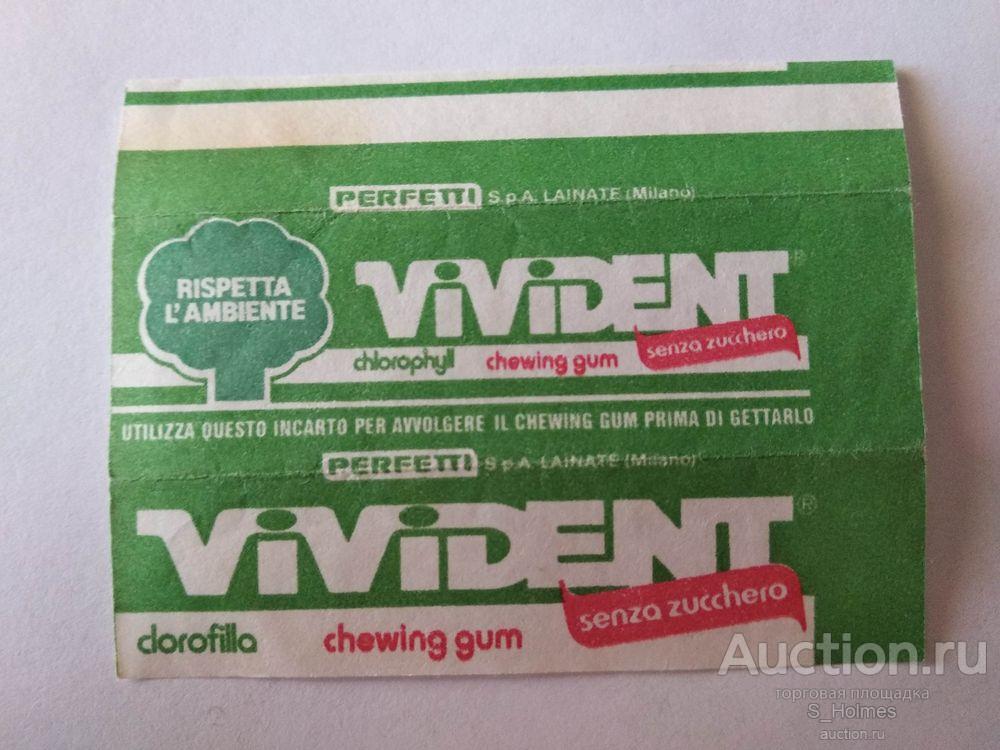 PERFETTI S.p.A. LAINATE (Milano)
RISPETTA
L'AMBIENTE
ViViDENT®
chlorophyll chewing gum senza zucchero
UTILIZZA QUESTO INCARTO PER AVVOLGERE IL CHEWING GUM PRIMA DI GETTARLO
PERFETTI S.p.A. LAINATE (Milano)
ViViDENT®
clorofilla chewing gum senza zucchero
Auction.ru
торговая площадка
S_Holmes
auction.ru